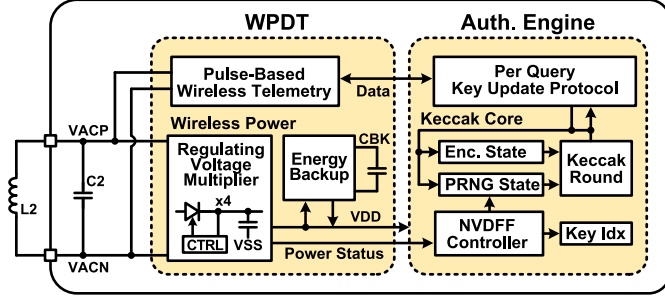 WPDT
Auth. Engine
Pulse-Based
Wireless Telemetry
Data
Per Query
Key Update Protocol
VACP
Wireless Power
Keccak Core
Regulating
Voltage
Multiplier
Energy
Backup
CBK
Enc. State
PRNG State
Keccak
Round
L2
C2
x4
CTRL
VSS
VDD
NVDFF
Controller
Key Idx
VACN
Power Status